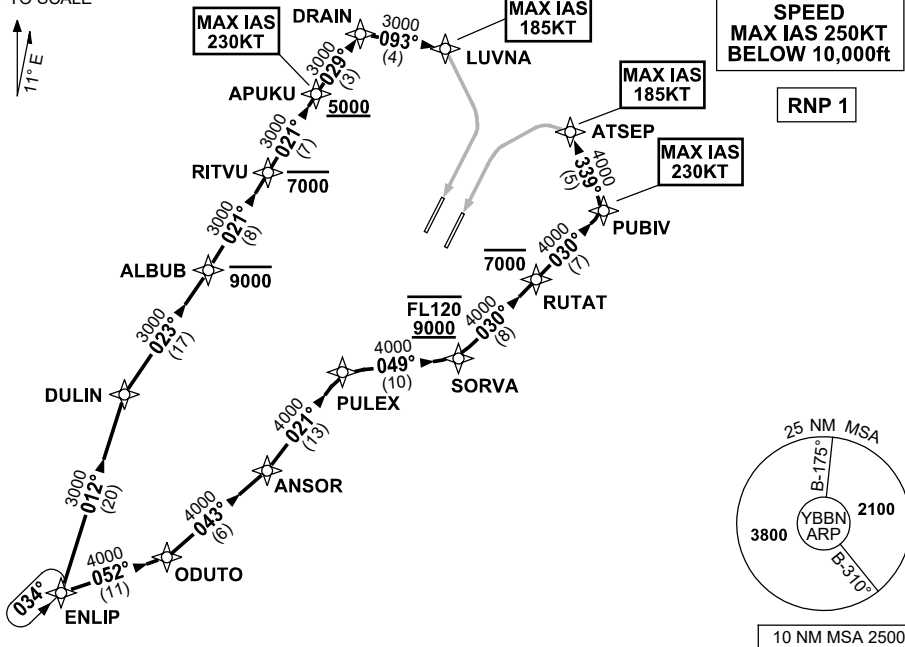 TO SCALE
11° E
MAX IAS
230KT
DRAIN
3000
093°
(4)
MAX IAS
185KT
LUVNA
SPEED
MAX IAS 250KT
BELOW 10,000ft
RNP 1
3000
029°
(3)
APUKU
5000
MAX IAS
185KT
ATSEP
3000
021°
(7)
RITVU
7000
4000
339°
(5)
MAX IAS
230KT
PUBIV
3000
021°
(8)
ALBUB
9000
7000
4000
030°
(7)
RUTAT
3000
023°
(17)
FL120
9000
4000
030°
(8)
SORVA
DULIN
4000
049°
(10)
PULEX
4000
021°
(13)
ANSOR
3000
012°
(20)
4000
043°
(6)
ODUTO
4000
052°
(11)
034°
ENLIP
25 NM MSA
B-175°
3800
YBBN
ARP
2100
B-310°
10 NM MSA 2500